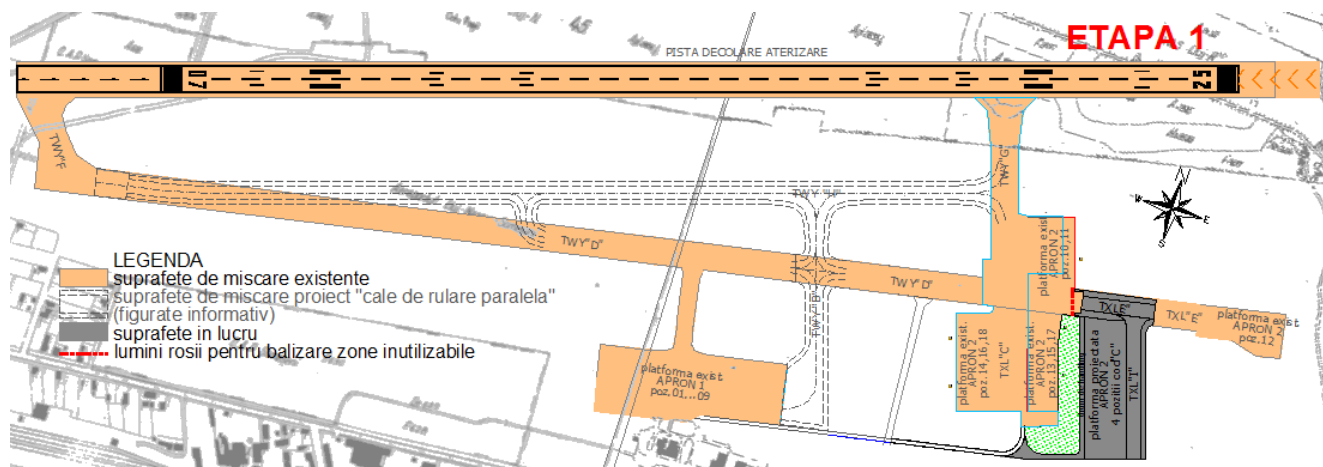 ETAPA 1
PISTA DECOLARE ATERIZARE
07
25
TWY"F"
TWY"G"
TWY "H"
N
W
E
S
platforma exist.
APRON 2
poz.10,11
TWY"D"
TWY"D"
LEGENDA
suprafete de miscare existente
suprafete de miscare proiect "cale de rulare paralela"
(figurate informativ)
suprafete in lucru
lumini rosii pentru balizare zone inutilizabile
TXL"E"
TXL"E"
platforma exist
APRON 2
poz.12
platforma exist
APRON 1
poz.01...09
platforma exist.
APRON 2
poz.14,16,18
TXL"C"
platforma exist.
APRON 2
poz.13,15,17
platforma proiectata
APRON 2
4 pozitii cod"C"
TXL"I"